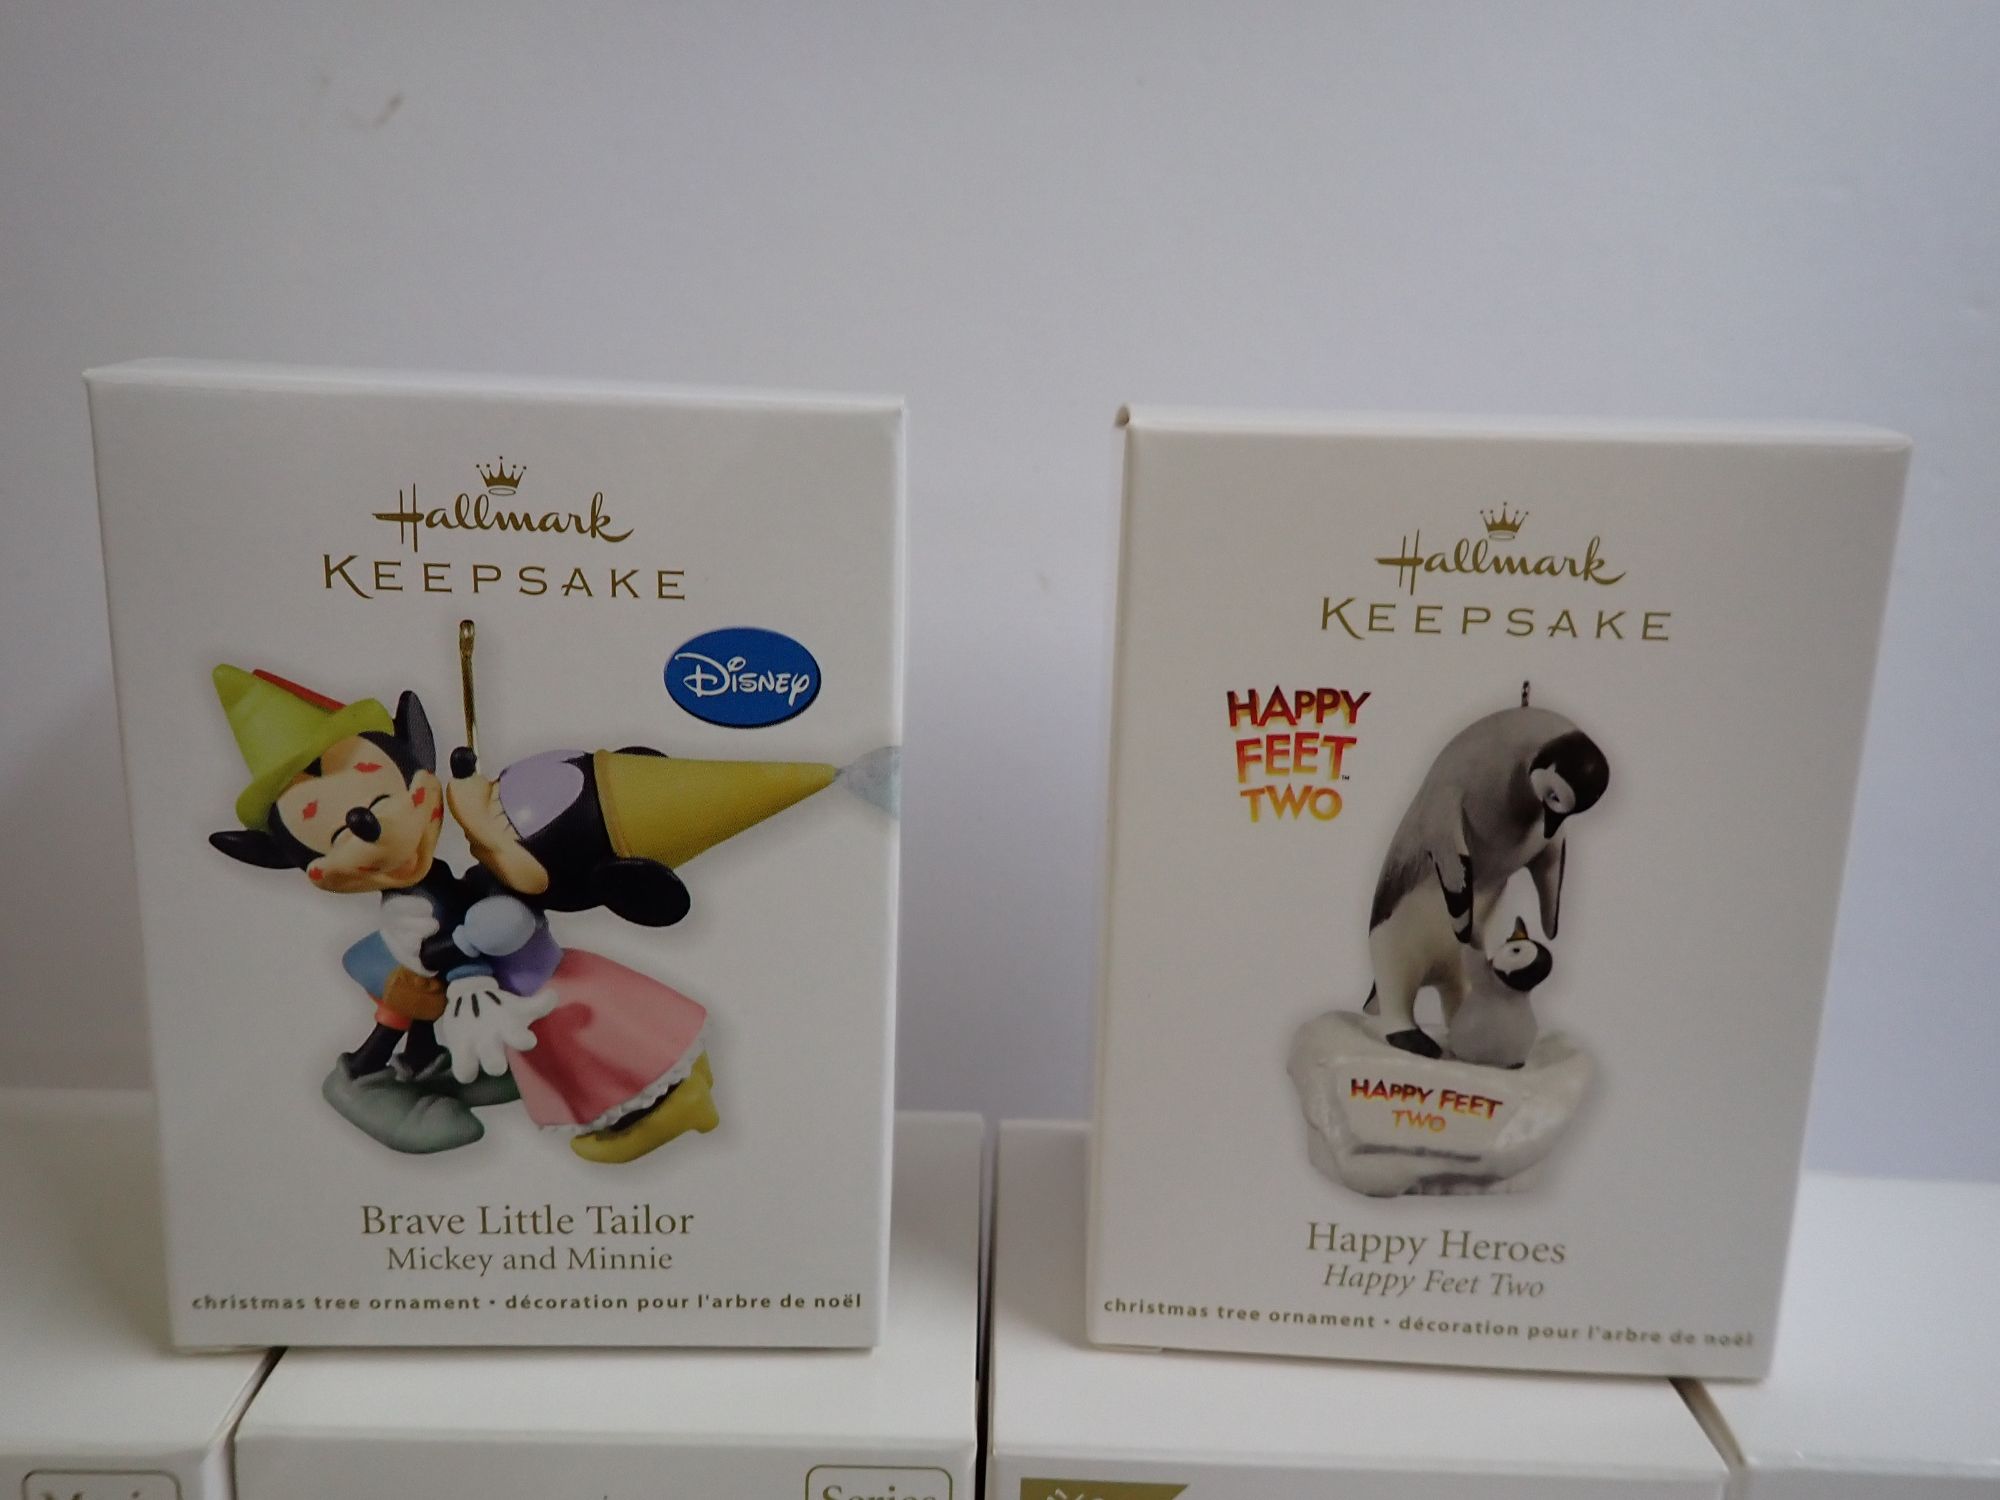 Hallmark
KEEPSAKE
Disney
Brave Little Tailor
Mickey and Minnie
christmas tree ornament • décoration pour l'arbre de noël
Hallmark
KEEPSAKE
HAPPY
FEET™
TWO
HAPPY FEET
TWO
Happy Heroes
Happy Feet Two
christmas tree ornament • décoration pour l'arbre de noël
Series